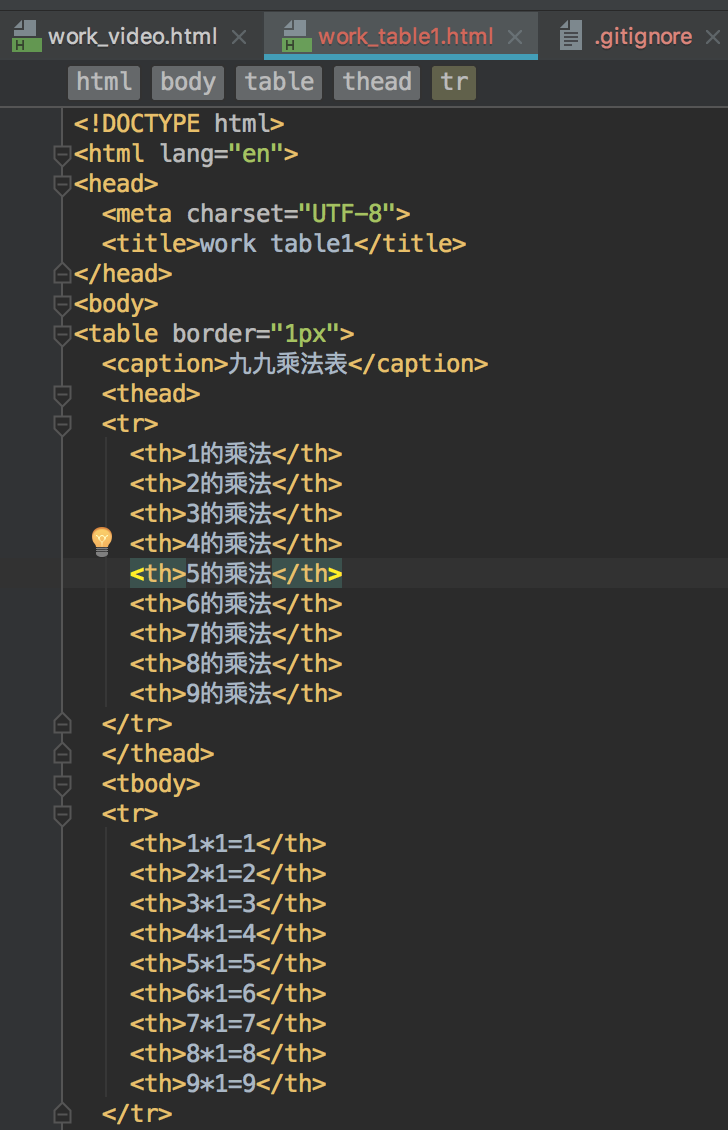 work_video.html work_table1.html .gitignore
html body table thead tr
<!DOCTYPE html>
<html lang="en">
<head>
<meta charset="UTF-8">
<title>work table1</title>
</head>
<body>
<table border="1px">
<caption>九九乘法表</caption>
<thead>
<tr>
<th>1的乘法</th>
<th>2的乘法</th>
<th>3的乘法</th>
<th>4的乘法</th>
<th>5的乘法</th>
<th>6的乘法</th>
<th>7的乘法</th>
<th>8的乘法</th>
<th>9的乘法</th>
</tr>
</thead>
<tbody>
<tr>
<th>1*1=1</th>
<th>2*1=2</th>
<th>3*1=3</th>
<th>4*1=4</th>
<th>5*1=5</th>
<th>6*1=6</th>
<th>7*1=7</th>
<th>8*1=8</th>
<th>9*1=9</th>
</tr>